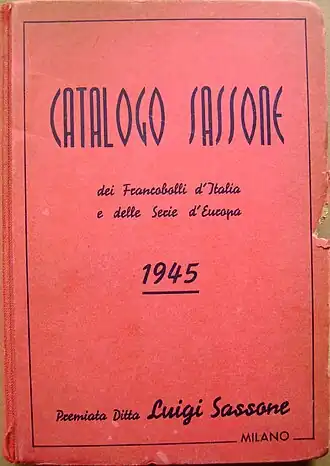 CATALOGO SASSONE
dei Francobolli d'Italia
e delle Serie d'Europa
1945
Premiata Ditta Luigi Sassone
MILANO